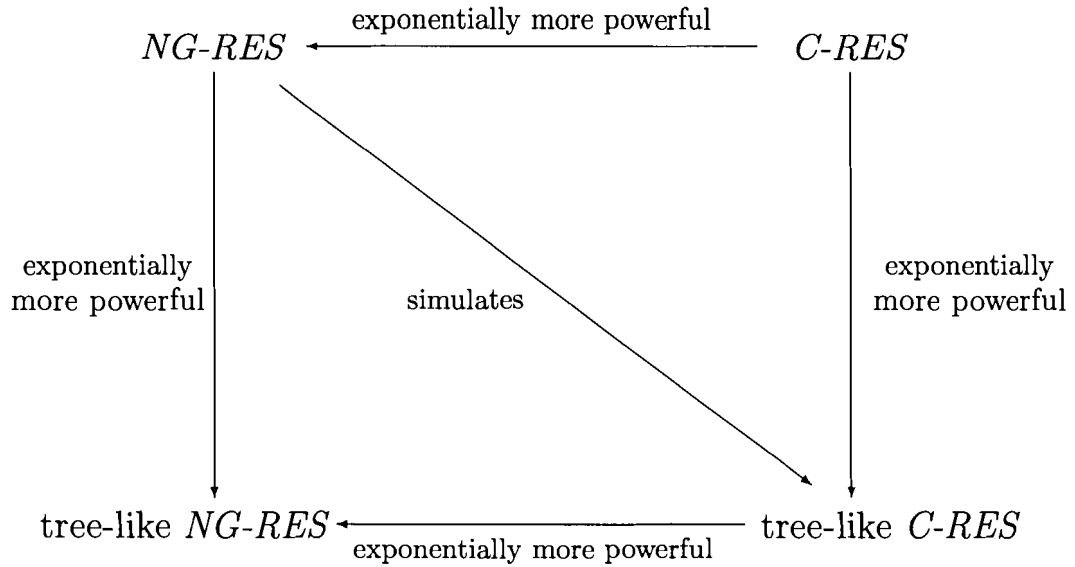 exponentially more powerful
NG-RES
C-RES
exponentially
more powerful
simulates
exponentially
more powerful
tree-like NG-RES
tree-like C-RES
exponentially more powerful